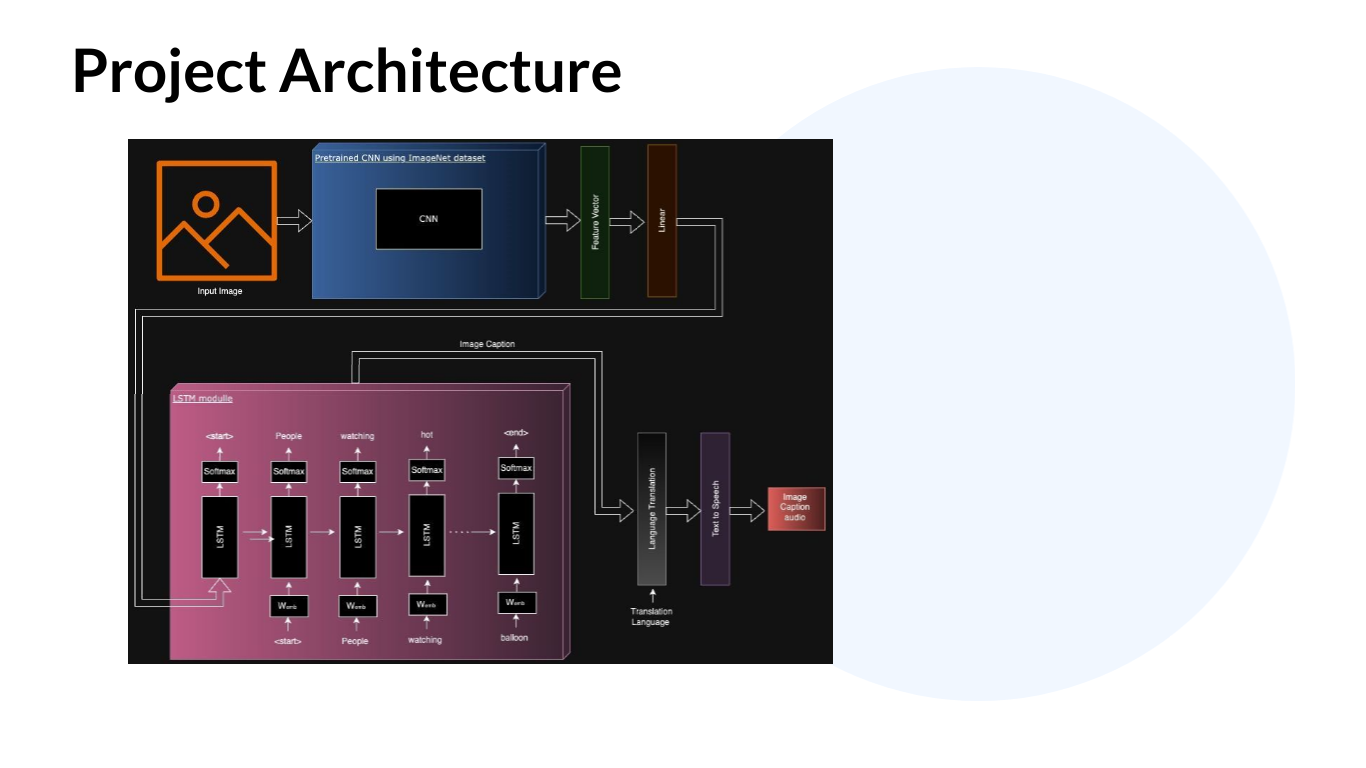 Project Architecture
Pretrained CNN using ImageNet dataset
CNN
Feature Vector
Linear
Input Image
Image Caption
LSTM modulle
<start> People watching hot <end>
Softmax Softmax Softmax Softmax Softmax
LSTM LSTM LSTM LSTM LSTM
Wemb Wemb Wemb Wemb
<start> People watching balloon
Language Translation
Text to Speech
Image
Caption
audio
Translation
Language